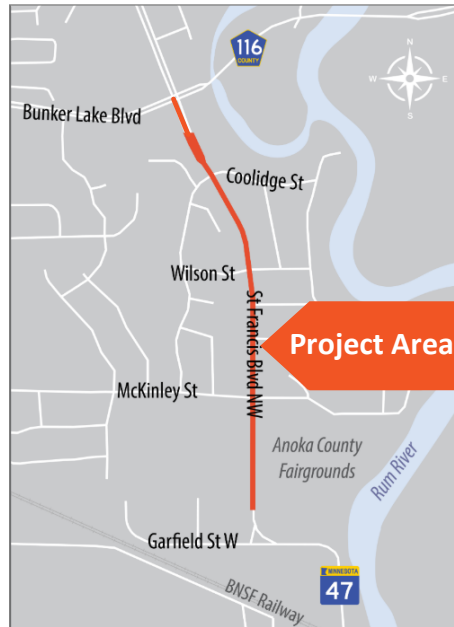 116
COUNTY
N
W E
S
Bunker Lake Blvd
Coolidge St
Wilson St
St Francis Blvd NW
Project Area
McKinley St
Anoka County
Fairgrounds
Rum River
Garfield St W
MINNESOTA
47
BNSF Railway